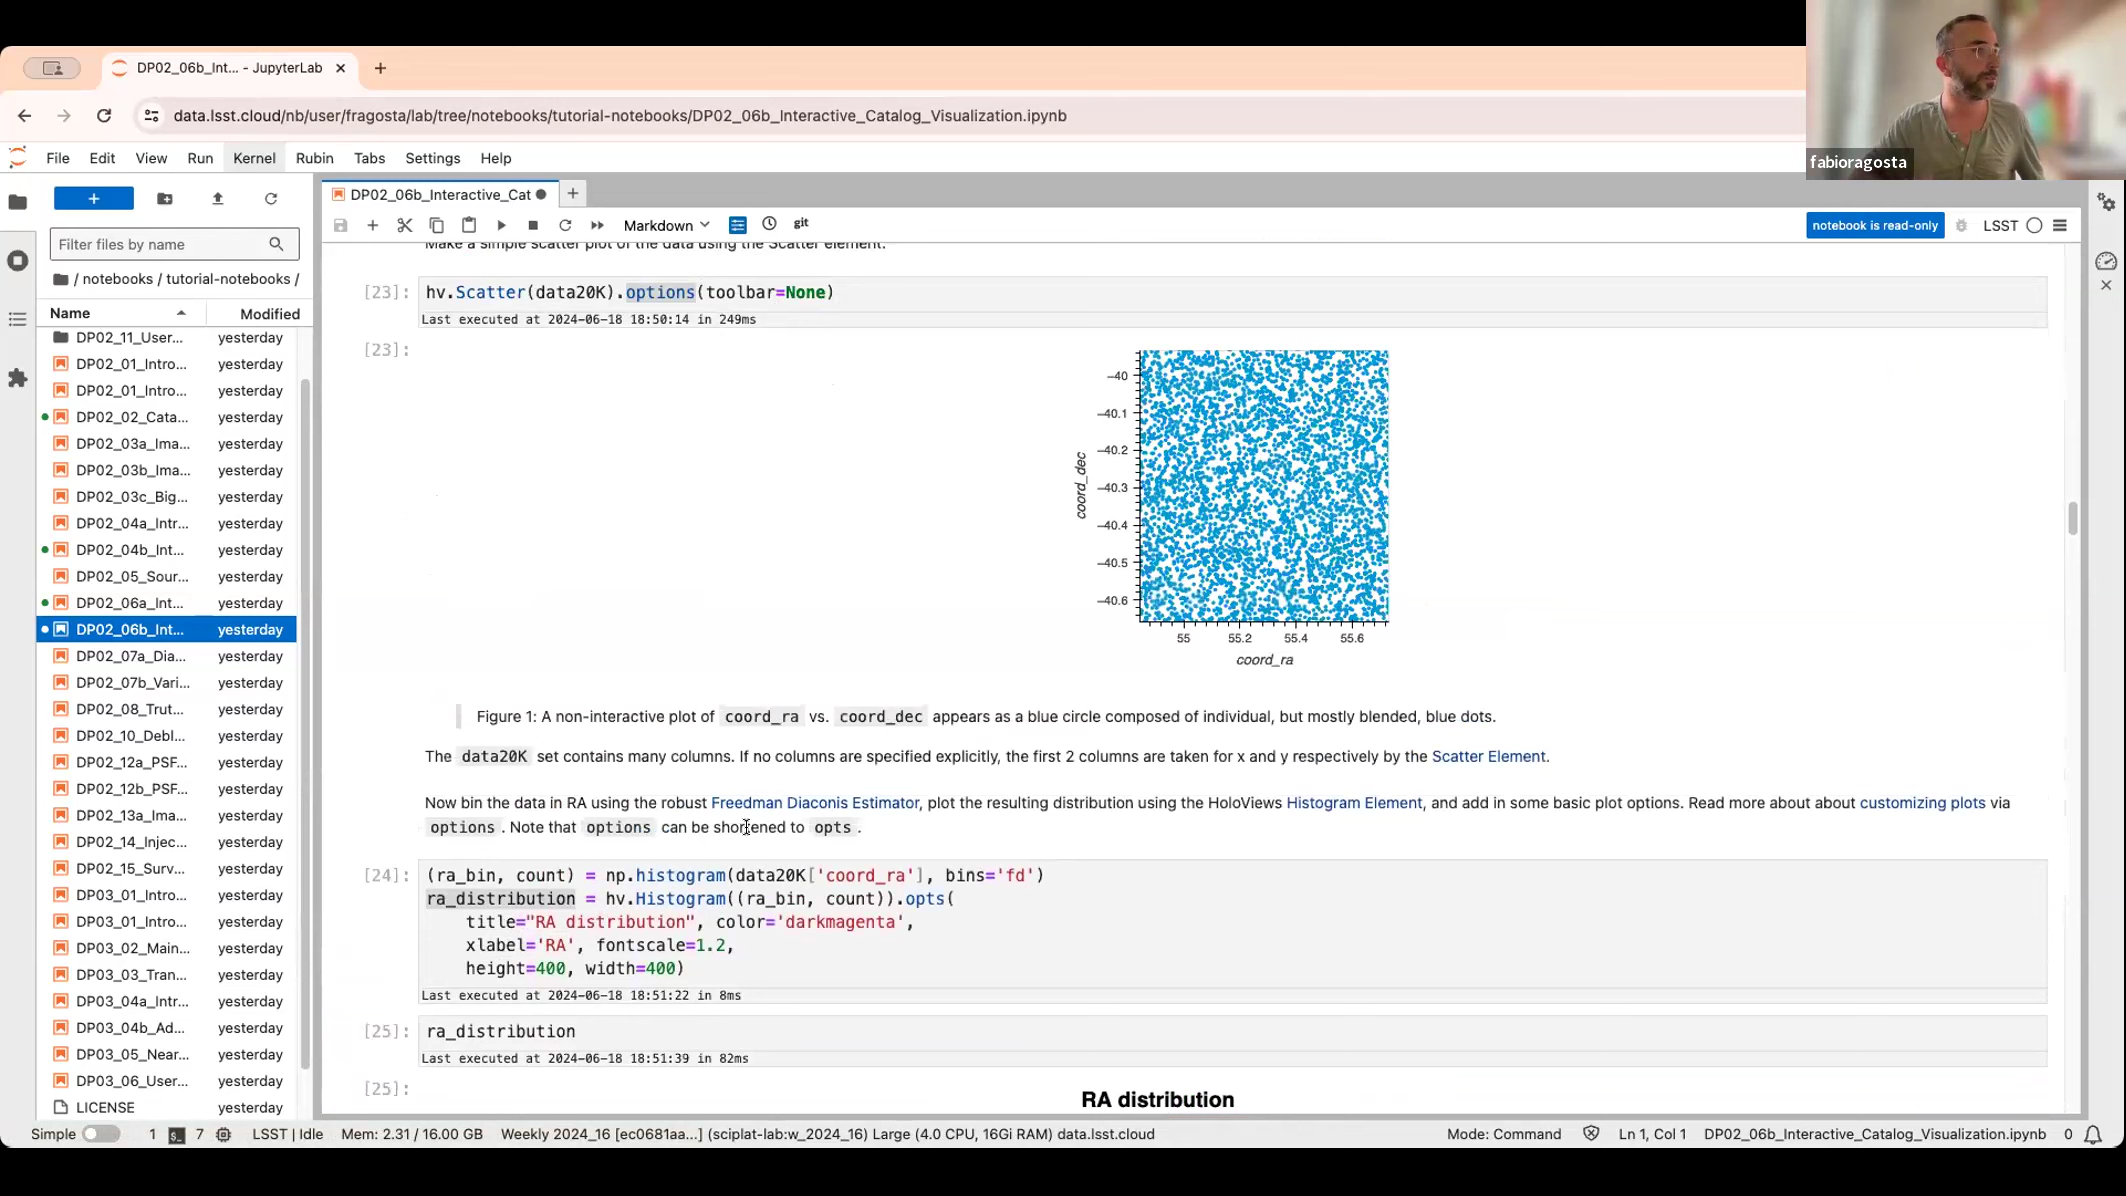 DP02_06b_Int... - JupyterLab
data.lsst.cloud/nb/user/fragosta/lab/tree/notebooks/tutorial-notebooks/DP02_06b_Interactive_Catalog_Visualization.ipynb
fabioragosta
File Edit View Run Kernel Rubin Tabs Settings Help
DP02_06b_Interactive_Cat
Markdown
git
notebook is read-only
LSST
Filter files by name
/ notebooks / tutorial-notebooks /
Name Modified
DP02_11_User... yesterday
DP02_01_Intro... yesterday
DP02_01_Intro... yesterday
DP02_02_Cata... yesterday
DP02_03a_Ima... yesterday
DP02_03b_Ima... yesterday
DP02_03c_Big... yesterday
DP02_04a_Intr... yesterday
DP02_04b_Int... yesterday
DP02_05_Sour... yesterday
DP02_06a_Int... yesterday
DP02_06b_Int... yesterday
DP02_07a_Dia... yesterday
DP02_07b_Vari... yesterday
DP02_08_Trut... yesterday
DP02_10_Debl... yesterday
DP02_12a_PSF... yesterday
DP02_12b_PSF... yesterday
DP02_13a_Ima... yesterday
DP02_14_Injec... yesterday
DP02_15_Surv... yesterday
DP03_01_Intro... yesterday
DP03_01_Intro... yesterday
DP03_02_Main... yesterday
DP03_03_Tran... yesterday
DP03_04a_Intr... yesterday
DP03_04b_Ad... yesterday
DP03_05_Near... yesterday
DP03_06_User... yesterday
LICENSE yesterday
Make a simple scatter plot of the data using the Scatter element.
[23]: hv.Scatter(data20K).options(toolbar=None)
Last executed at 2024-06-18 18:50:14 in 249ms
[23]:
−40
−40.1
−40.2
−40.3
−40.4
−40.5
−40.6
coord_dec
55 55.2 55.4 55.6
coord_ra
Figure 1: A non-interactive plot of coord_ra vs. coord_dec appears as a blue circle composed of individual, but mostly blended, blue dots.
The data20K set contains many columns. If no columns are specified explicitly, the first 2 columns are taken for x and y respectively by the Scatter Element.
Now bin the data in RA using the robust Freedman Diaconis Estimator, plot the resulting distribution using the HoloViews Histogram Element, and add in some basic plot options. Read more about about customizing plots via
options . Note that options can be shortened to opts .
[24]: (ra_bin, count) = np.histogram(data20K['coord_ra'], bins='fd')
ra_distribution = hv.Histogram((ra_bin, count)).opts(
title="RA distribution", color='darkmagenta',
xlabel='RA', fontscale=1.2,
height=400, width=400)
Last executed at 2024-06-18 18:51:22 in 8ms
[25]: ra_distribution
Last executed at 2024-06-18 18:51:39 in 82ms
[25]:
RA distribution
Simple 1 7 LSST | Idle Mem: 2.31 / 16.00 GB Weekly 2024_16 [ec0681aa...] (sciplat-lab:w_2024_16) Large (4.0 CPU, 16Gi RAM) data.lsst.cloud Mode: Command Ln 1, Col 1 DP02_06b_Interactive_Catalog_Visualization.ipynb 0